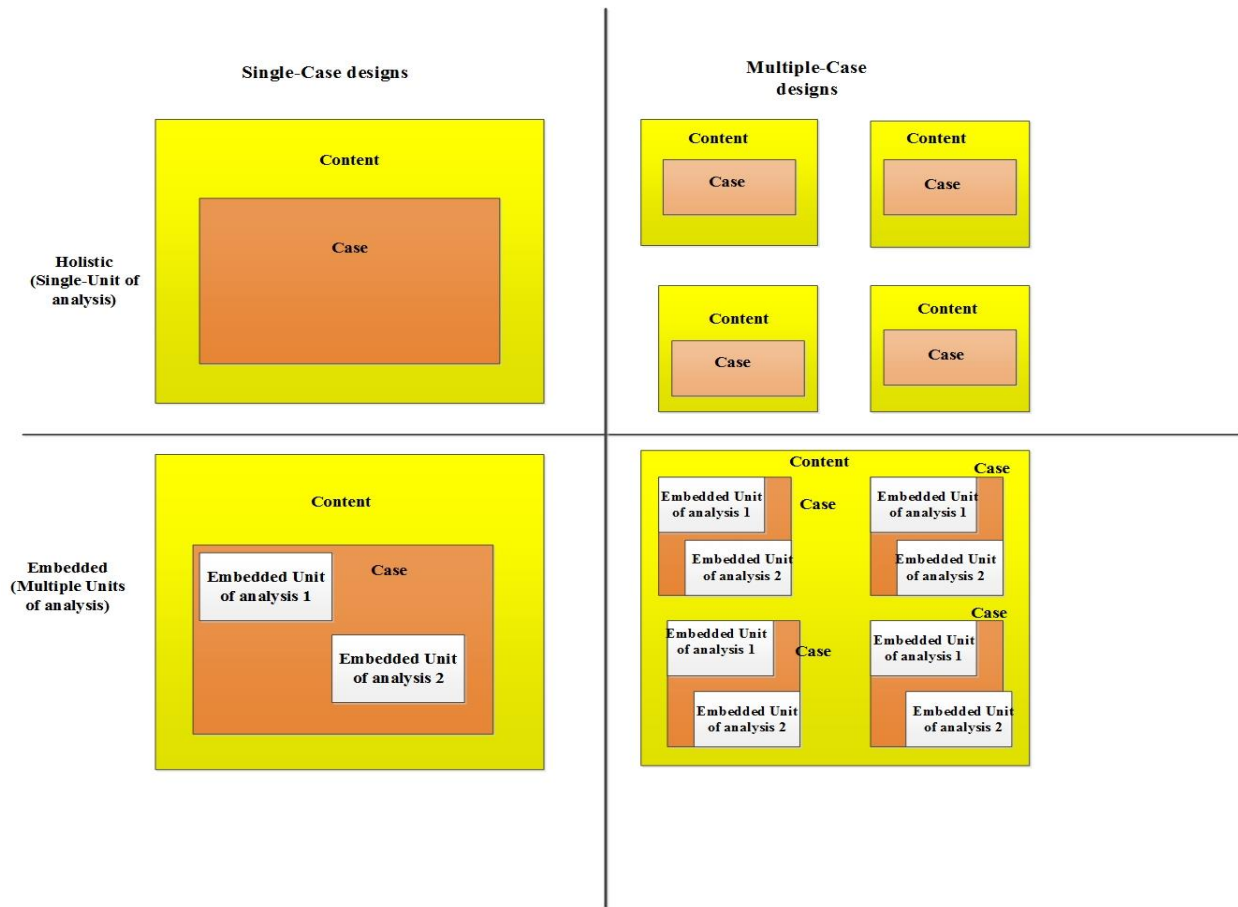 Single-Case designs
Multiple-Case
designs
Holistic
(Single-Unit of
analysis)
Content
Case
Content
Case
Content
Case
Content
Case
Content
Case
Embedded
(Multiple Units
of analysis)
Content
Case
Embedded Unit
of analysis 1
Embedded Unit
of analysis 2
Content
Case
Embedded Unit
of analysis 1
Embedded Unit
of analysis 2
Case
Embedded Unit
of analysis 1
Embedded Unit
of analysis 2
Case
Embedded Unit
of analysis 1
Embedded Unit
of analysis 2
Case
Embedded Unit
of analysis 1
Embedded Unit
of analysis 2